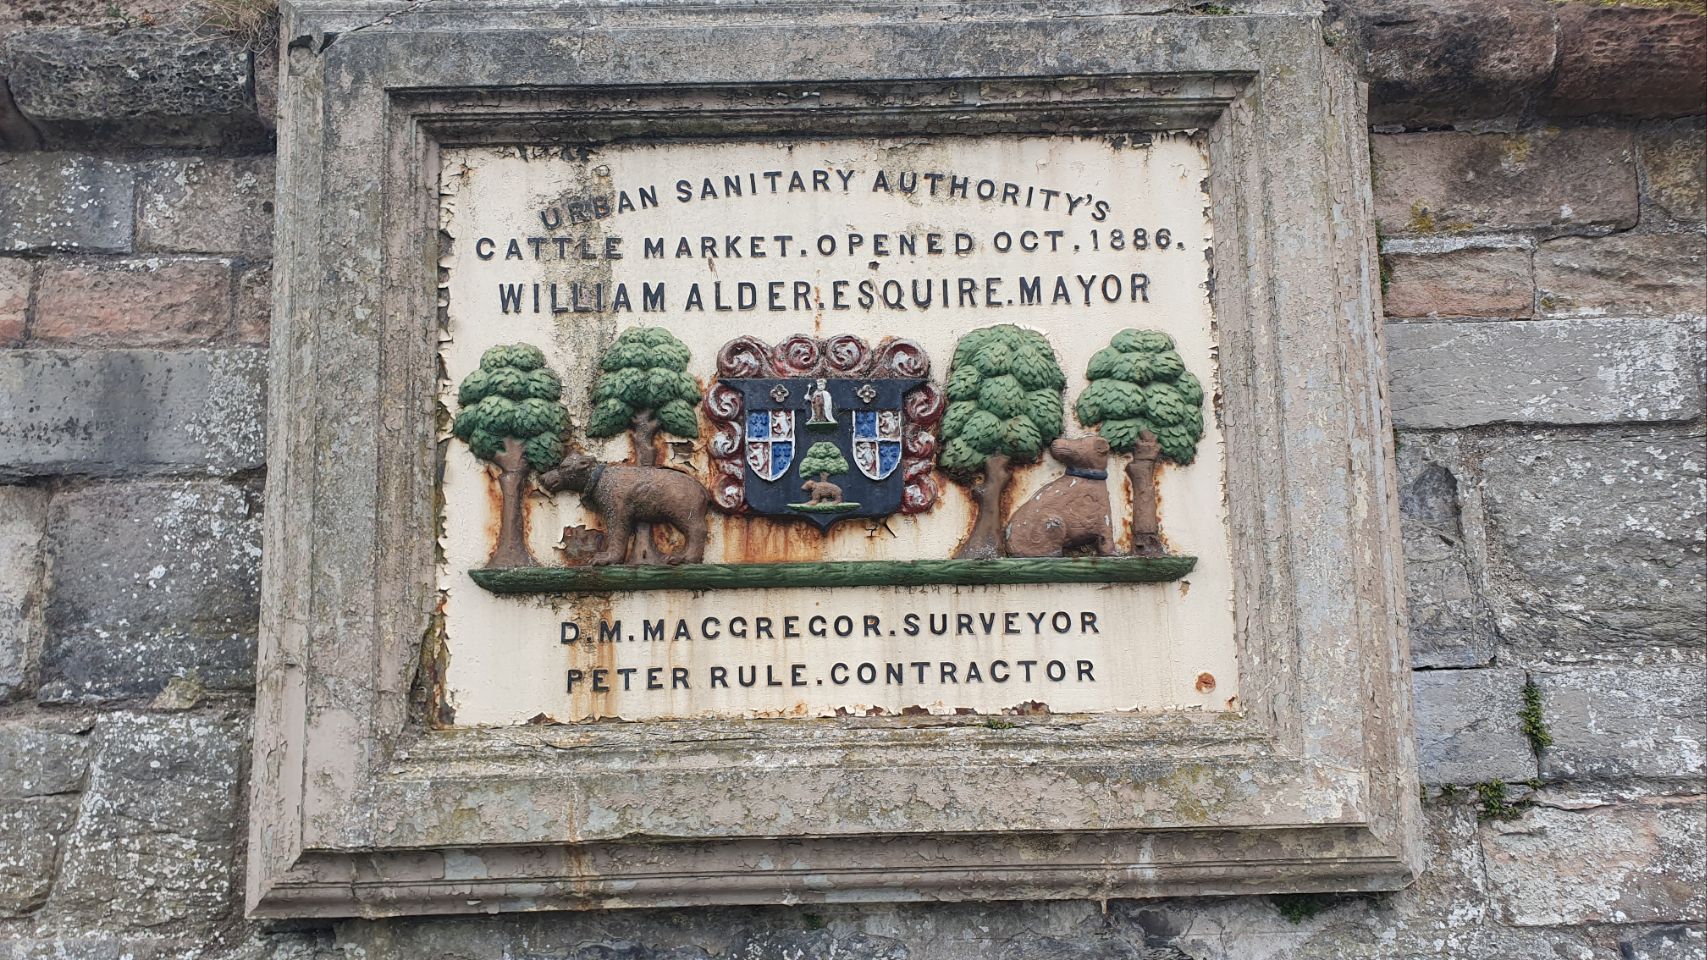 URBAN SANITARY AUTHORITY'S
CATTLE MARKET. OPENED OCT. 1886.
WILLIAM ALDER. ESQUIRE. MAYOR
D. M. MACGREGOR. SURVEYOR
PETER RULE. CONTRACTOR